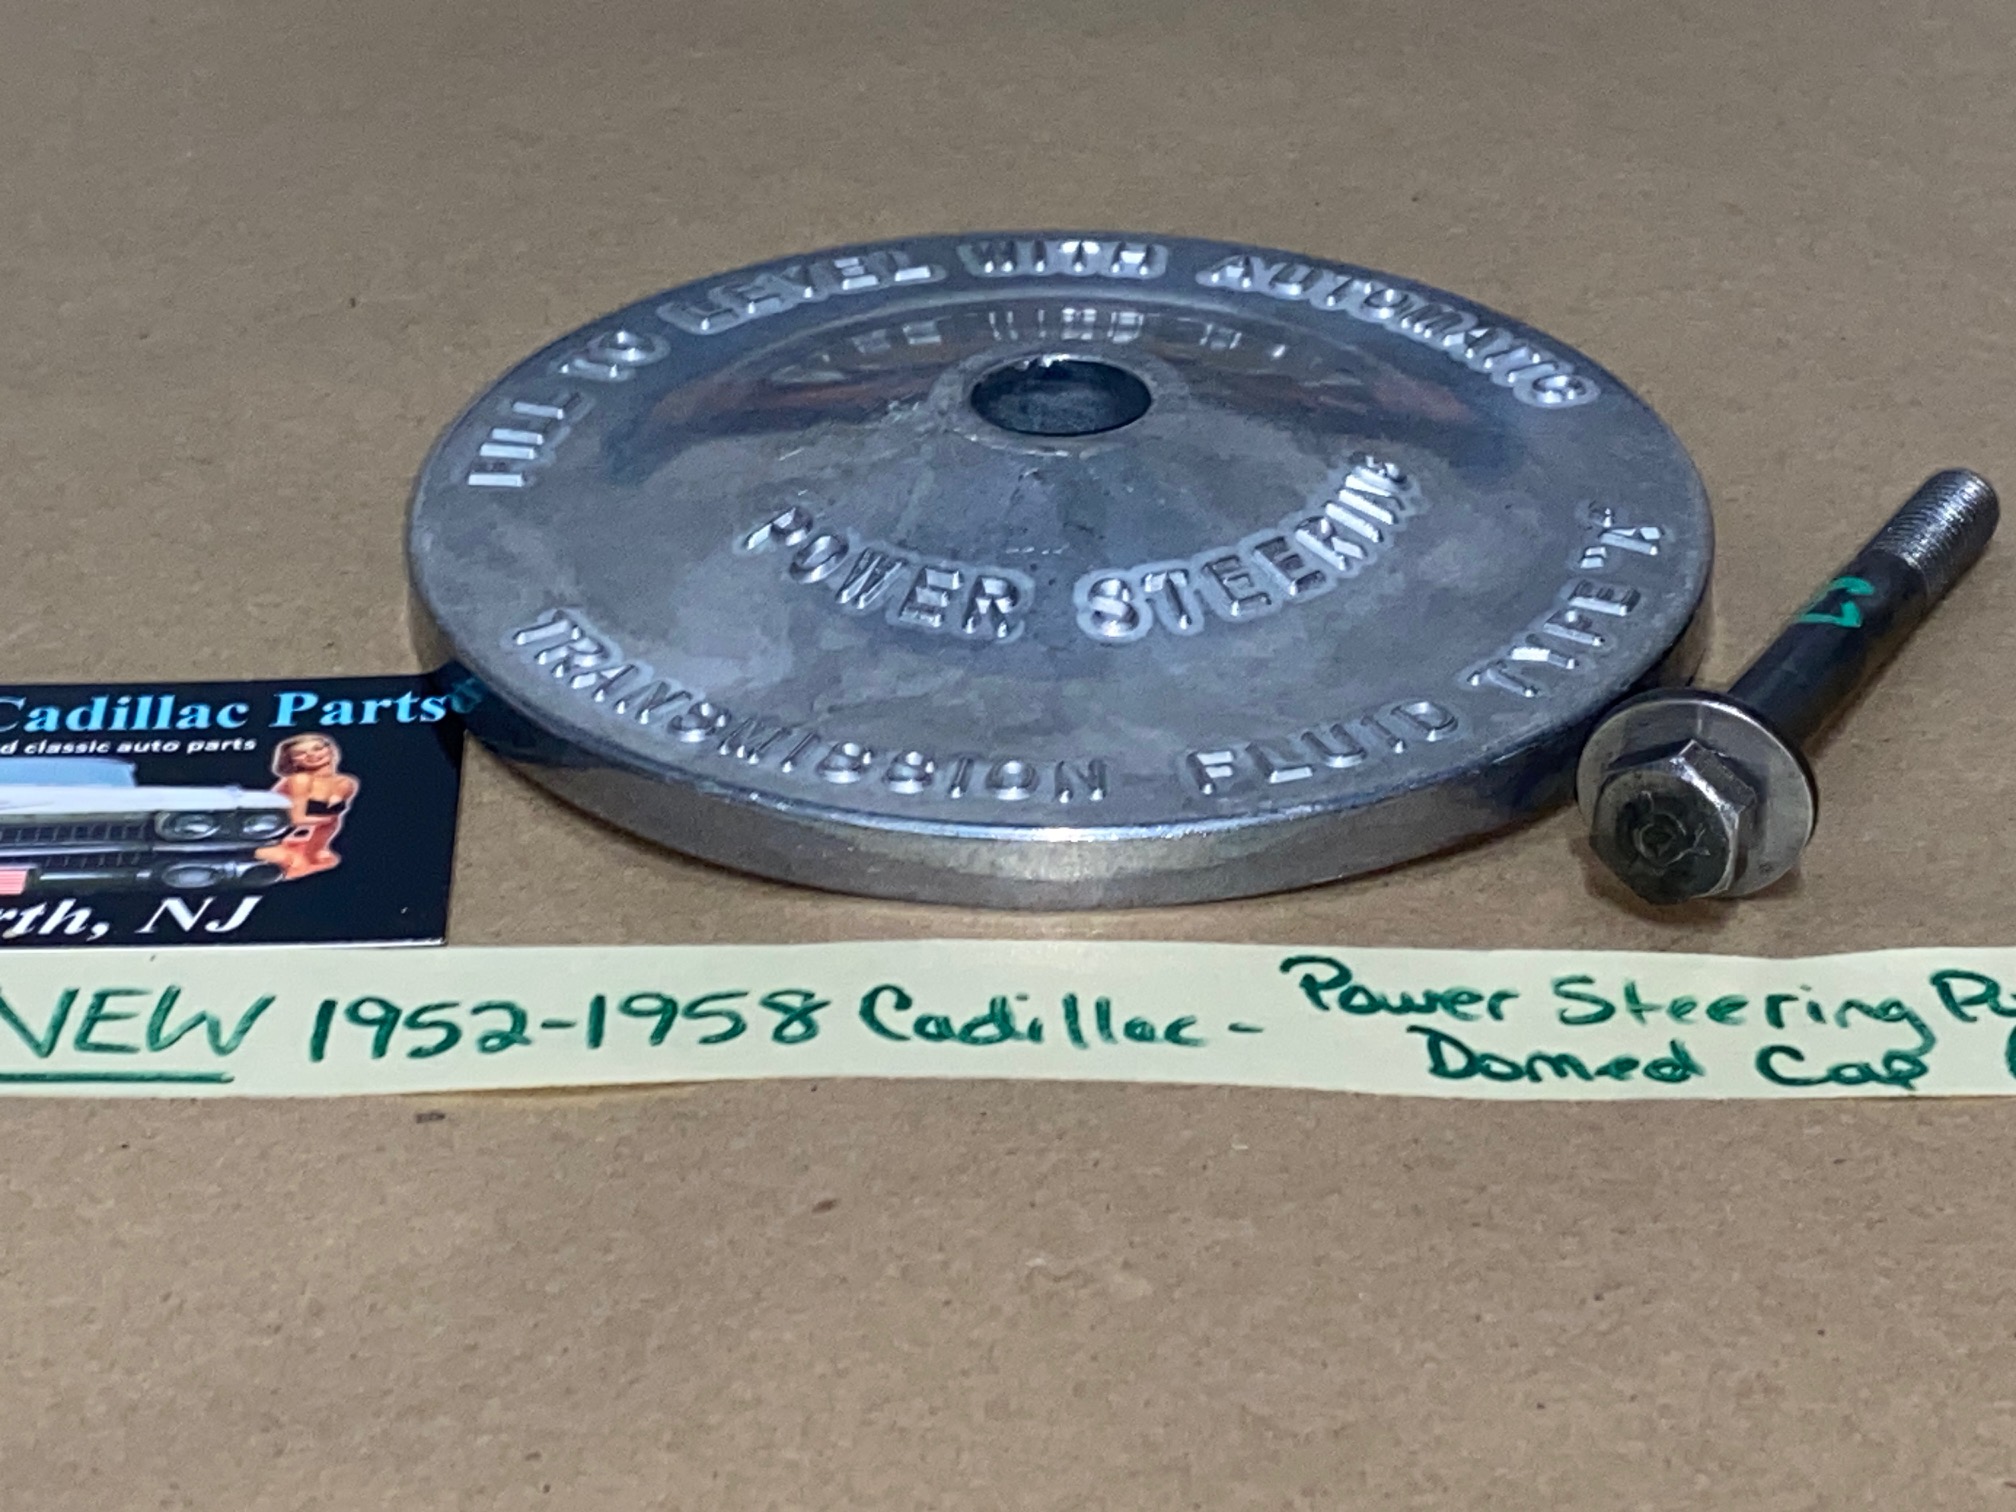 FILL TO LEVEL WITH AUTOMATIC
POWER STEERING
TRANSMISSION FLUID TYPE "A"
Cadillac Parts
d classic auto parts
rth, NJ
NEW 1952-1958 Cadillac - Power Steering Pu
Domed Cap (